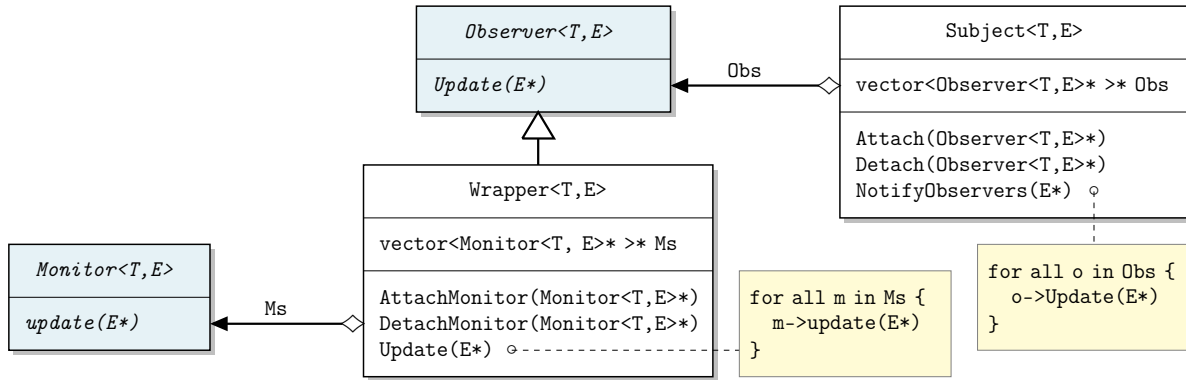 Observer<T,E>
Update(E*)
Obs
Subject<T,E>
vector<Observer<T,E>* >* Obs
Attach(Observer<T,E>*)
Detach(Observer<T,E>*)
NotifyObservers(E*)
for all o in Obs {
o->Update(E*)
}
Wrapper<T,E>
vector<Monitor<T, E>* >* Ms
AttachMonitor(Monitor<T,E>*)
DetachMonitor(Monitor<T,E>*)
Update(E*)
for all m in Ms {
m->update(E*)
}
Monitor<T,E>
update(E*)
Ms